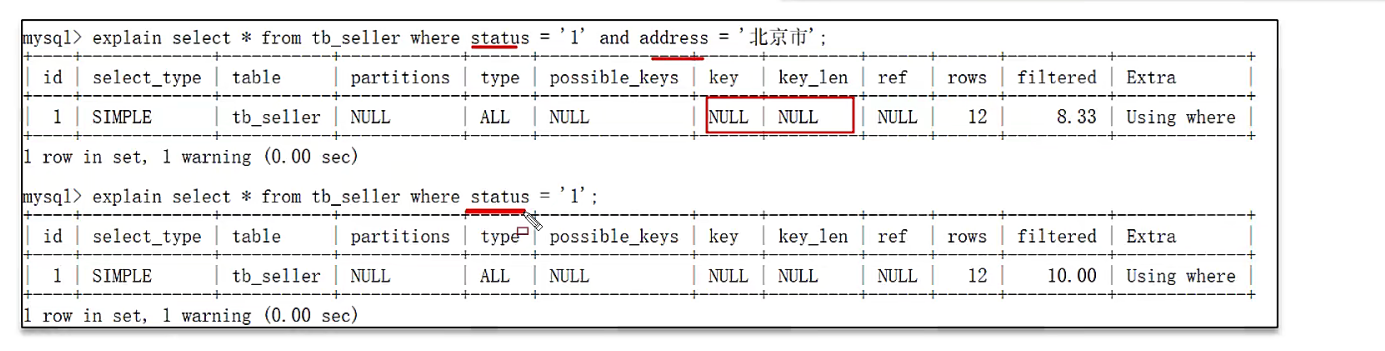 mysql> explain select * from tb_seller where status = '1' and address = '北京市';
+----+-------------+-----------+------------+------+---------------+------+---------+------+------+----------+-------------+
| id | select_type | table | partitions | type | possible_keys | key | key_len | ref | rows | filtered | Extra |
+----+-------------+-----------+------------+------+---------------+------+---------+------+------+----------+-------------+
| 1 | SIMPLE | tb_seller | NULL | ALL | NULL | NULL | NULL | NULL | 12 | 8.33 | Using where |
+----+-------------+-----------+------------+------+---------------+------+---------+------+------+----------+-------------+
1 row in set, 1 warning (0.00 sec)
mysql> explain select * from tb_seller where status = '1';
+----+-------------+-----------+------------+------+---------------+------+---------+------+------+----------+-------------+
| id | select_type | table | partitions | type | possible_keys | key | key_len | ref | rows | filtered | Extra |
+----+-------------+-----------+------------+------+---------------+------+---------+------+------+----------+-------------+
| 1 | SIMPLE | tb_seller | NULL | ALL | NULL | NULL | NULL | NULL | 12 | 10.00 | Using where |
+----+-------------+-----------+------------+------+---------------+------+---------+------+------+----------+-------------+
1 row in set, 1 warning (0.00 sec)